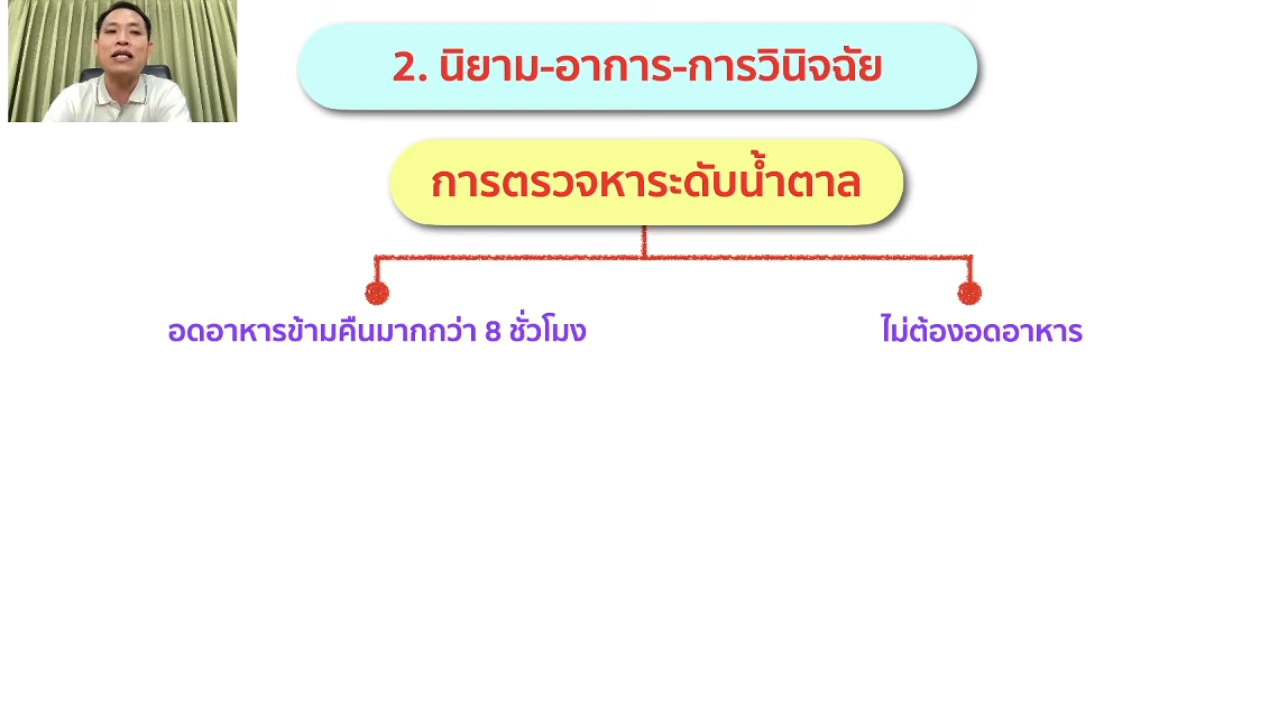 2. นิยาม-อาการ-การวินิจฉัย
การตรวจหาระดับน้ำตาล
อดอาหารข้ามคืนมากกว่า 8 ชั่วโมง
ไม่ต้องอดอาหาร